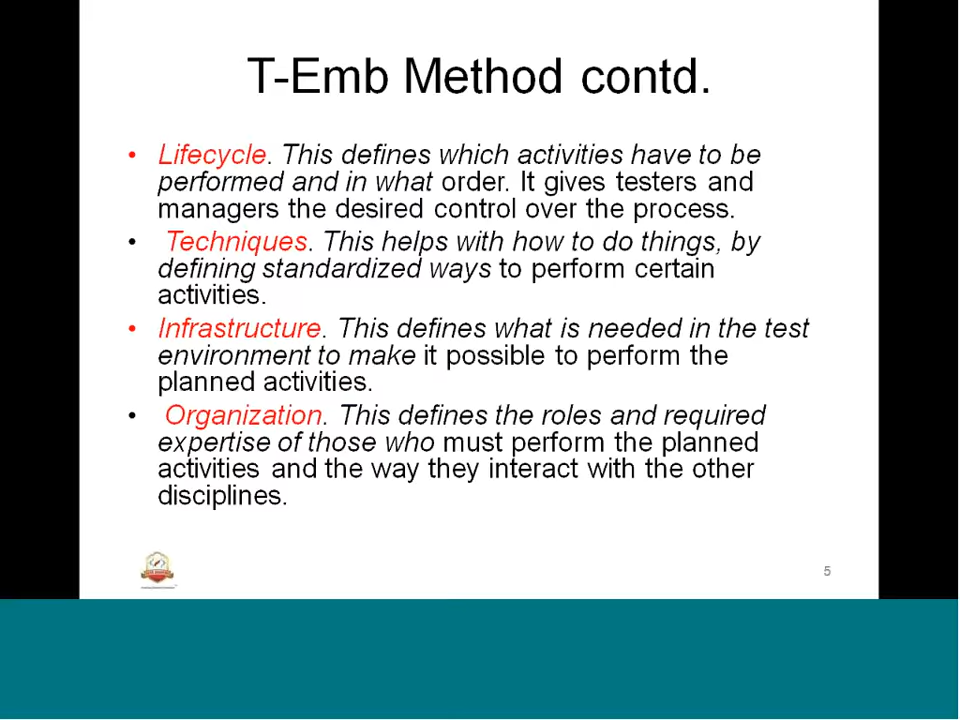 T-Emb Method contd.
• Lifecycle. This defines which activities have to be
performed and in what order. It gives testers and
managers the desired control over the process.
• Techniques. This helps with how to do things, by
defining standardized ways to perform certain
activities.
• Infrastructure. This defines what is needed in the test
environment to make it possible to perform the
planned activities.
• Organization. This defines the roles and required
expertise of those who must perform the planned
activities and the way they interact with the other
disciplines.
5